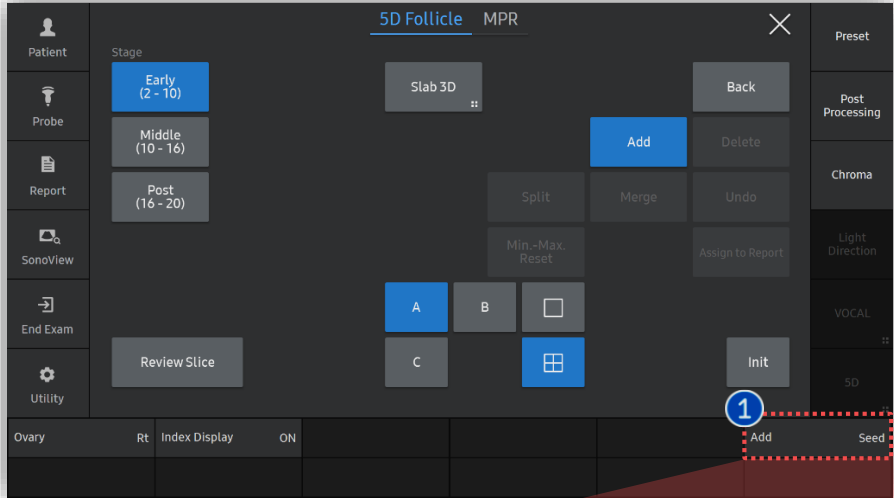 5D Follicle MPR
Patient
Stage
Preset
Early
(2 - 10)
Slab 3D
Back
Probe
Post
Processing
Middle
(10 - 16)
Add
Delete
Report
Chroma
Post
(16 - 20)
Split
Merge
Undo
SonoView
Min.-Max.
Reset
Assign to Report
Light
Direction
End Exam
A
B
VOCAL
Review Slice
C
Init
Utility
5D
1
Ovary Rt
Index Display ON
Add Seed